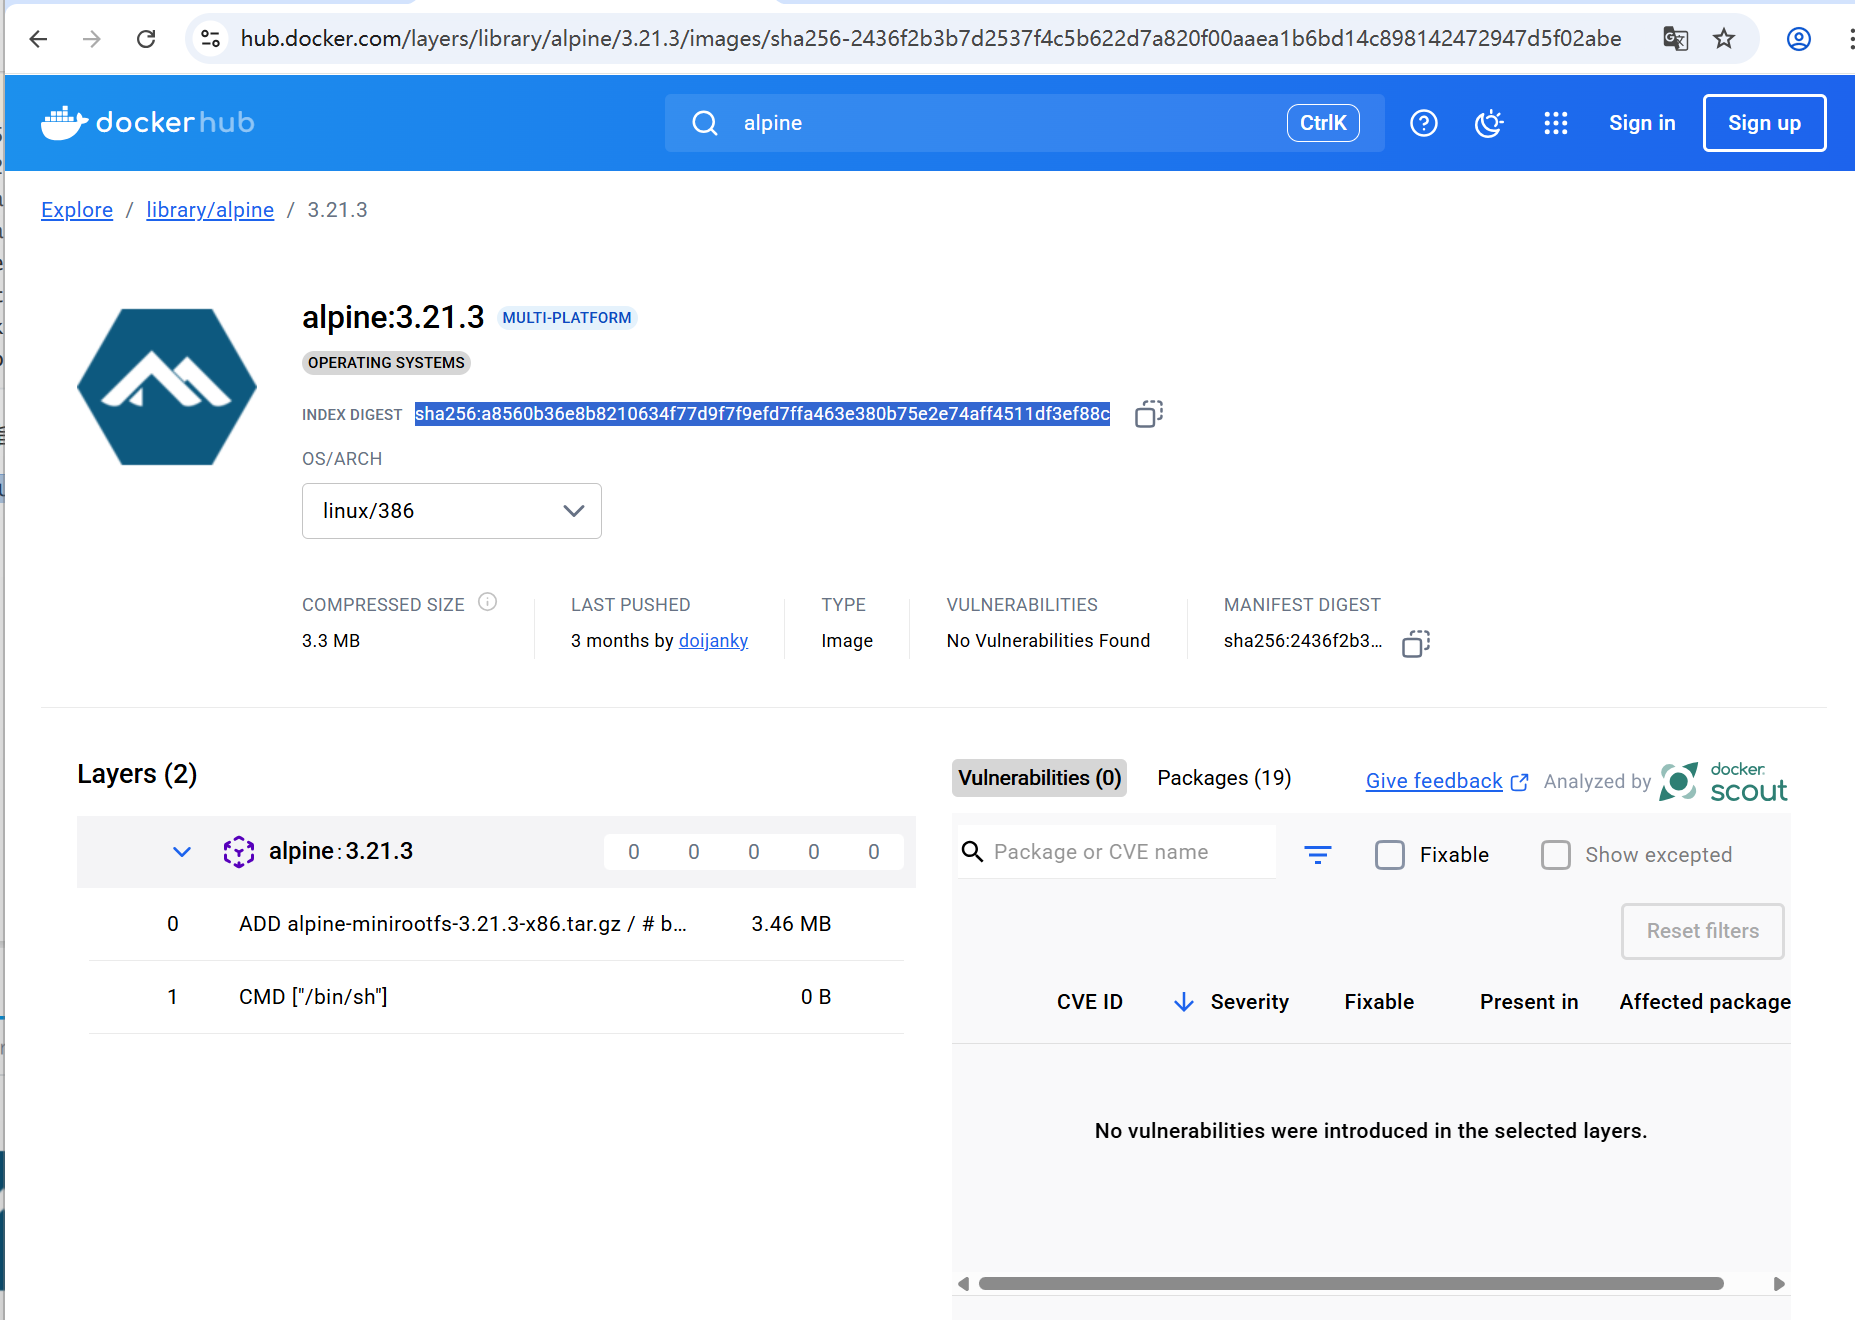 hub.docker.com/layers/library/alpine/3.21.3/images/sha256-2436f2b3b7d2537f4c5b622d7a820f00aaea1b6bd14c898142472947d5f02abe
docker hub
alpine
CtrlK
Sign in
Sign up
Explore / library/alpine / 3.21.3
alpine:3.21.3 MULTI-PLATFORM
OPERATING SYSTEMS
INDEX DIGEST sha256:a8560b36e8b8210634f77d9f7f9efd7ffa463e380b75e2e74aff4511df3ef88c
OS/ARCH
linux/386
COMPRESSED SIZE
3.3 MB
LAST PUSHED
3 months by doijanky
TYPE
Image
VULNERABILITIES
No Vulnerabilities Found
MANIFEST DIGEST
sha256:2436f2b3...
Layers (2)
alpine:3.21.3 0 0 0 0 0
0 ADD alpine-minirootfs-3.21.3-x86.tar.gz / # b... 3.46 MB
1 CMD ["/bin/sh"] 0 B
Vulnerabilities (0) Packages (19) Give feedback Analyzed by docker scout
Package or CVE name Fixable Show excepted
Reset filters
CVE ID Severity Fixable Present in Affected package
No vulnerabilities were introduced in the selected layers.